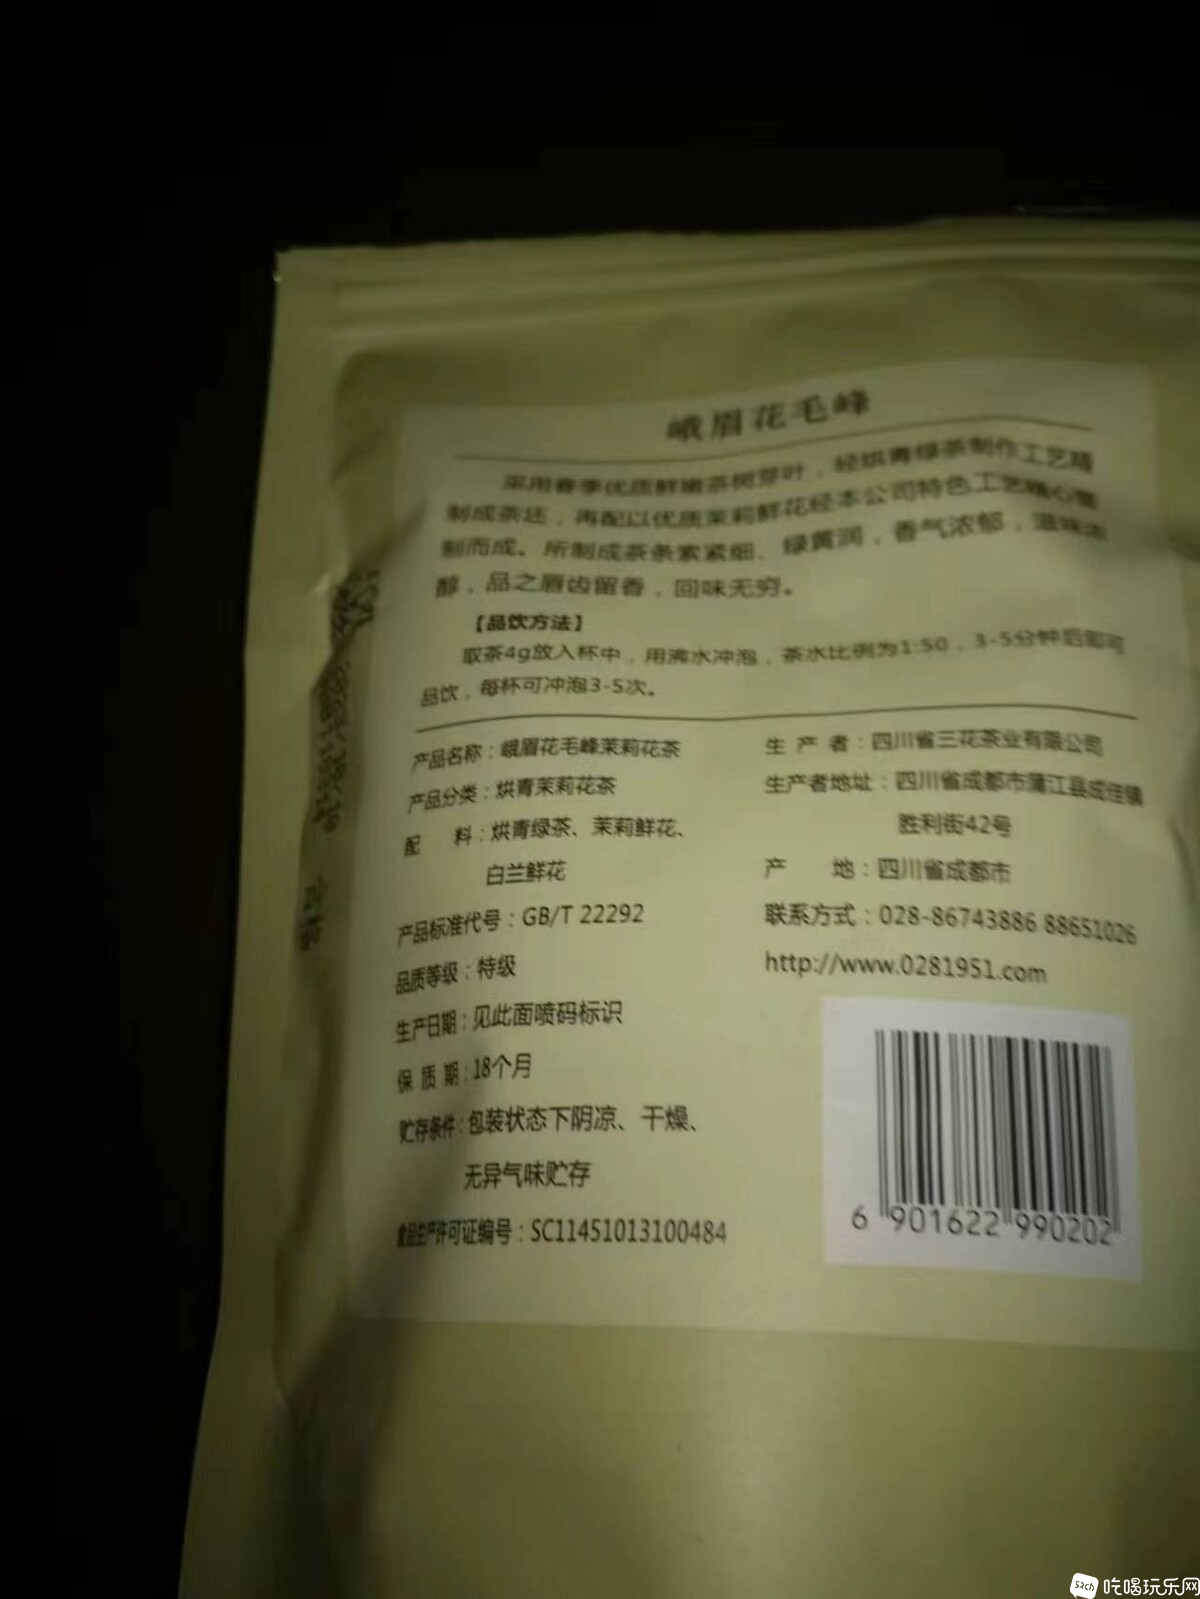 峨眉花毛峰
采用春季优质鲜嫩茶树芽叶，经烘青绿茶制作工艺精
制成茶坯，再配以优质茉莉鲜花经本公司特色工艺精心窨
制而成。所制成茶条索紧细、绿黄润，香气浓郁，滋味浓
醇，品之唇齿留香，回味无穷。
【品饮方法】
取茶4g放入杯中，用沸水冲泡，茶水比例为1:50，3-5分钟后即可
品饮，每杯可冲泡3-5次。
产品名称：峨眉花毛峰茉莉花茶
产品分类：烘青茉莉花茶
配 料：烘青绿茶、茉莉鲜花、
白兰鲜花
产品标准代号：GB/T 22292
品质等级：特级
生产日期：见此面喷码标识
保 质 期：18个月
贮存条件：包装状态下阴凉、干燥、
无异气味贮存
食品生产许可证编号：SC11451013100484
生 产 者：四川省三花茶业有限公司
生产者地址：四川省成都市蒲江县成佳镇
胜利街42号
产 地：四川省成都市
联系方式：028-86743886 88651026
http://www.0281951.com
6 901622 990202
合格
吃喝玩乐网